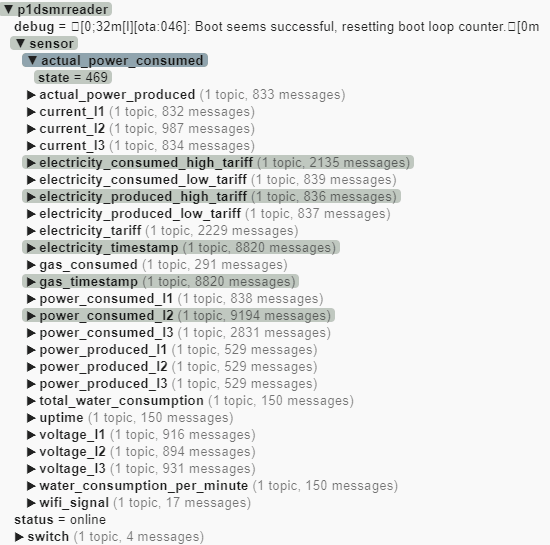 ▼ p1dsmrreader
debug = □[0;32m[I][ota:046]: Boot seems successful, resetting boot loop counter.□[0m
▼ sensor
▼ actual_power_consumed
state = 469
▶ actual_power_produced (1 topic, 833 messages)
▶ current_l1 (1 topic, 832 messages)
▶ current_l2 (1 topic, 987 messages)
▶ current_l3 (1 topic, 834 messages)
▶ electricity_consumed_high_tariff (1 topic, 2135 messages)
▶ electricity_consumed_low_tariff (1 topic, 839 messages)
▶ electricity_produced_high_tariff (1 topic, 836 messages)
▶ electricity_produced_low_tariff (1 topic, 837 messages)
▶ electricity_tariff (1 topic, 2229 messages)
▶ electricity_timestamp (1 topic, 8820 messages)
▶ gas_consumed (1 topic, 291 messages)
▶ gas_timestamp (1 topic, 8820 messages)
▶ power_consumed_l1 (1 topic, 838 messages)
▶ power_consumed_l2 (1 topic, 9194 messages)
▶ power_consumed_l3 (1 topic, 2831 messages)
▶ power_produced_l1 (1 topic, 529 messages)
▶ power_produced_l2 (1 topic, 529 messages)
▶ power_produced_l3 (1 topic, 529 messages)
▶ total_water_consumption (1 topic, 150 messages)
▶ uptime (1 topic, 150 messages)
▶ voltage_l1 (1 topic, 916 messages)
▶ voltage_l2 (1 topic, 894 messages)
▶ voltage_l3 (1 topic, 931 messages)
▶ water_consumption_per_minute (1 topic, 150 messages)
▶ wifi_signal (1 topic, 17 messages)
status = online
▶ switch (1 topic, 4 messages)